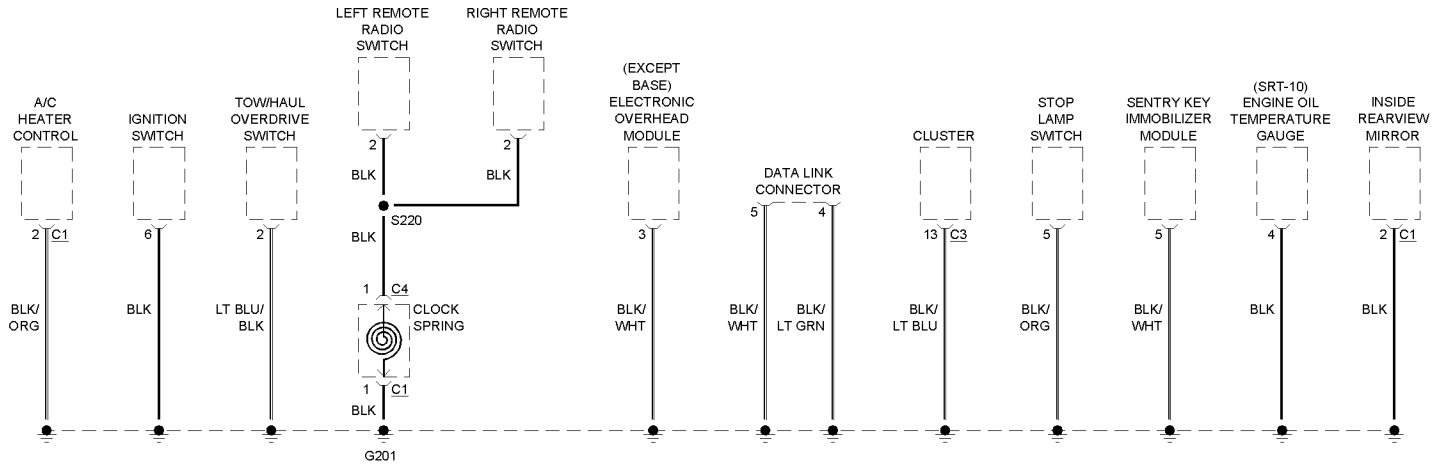 LEFT REMOTE
RADIO
SWITCH
RIGHT REMOTE
RADIO
SWITCH
(EXCEPT
BASE)
ELECTRONIC
OVERHEAD
MODULE
A/C
HEATER
CONTROL
IGNITION
SWITCH
TOW/HAUL
OVERDRIVE
SWITCH
CLUSTER
STOP
LAMP
SWITCH
SENTRY KEY
IMMOBILIZER
MODULE
(SRT-10)
ENGINE OIL
TEMPERATURE
GAUGE
INSIDE
REARVIEW
MIRROR
2
2
BLK
BLK
DATA LINK
CONNECTOR
5
4
S220
2 C1
6
2
BLK
3
13 C3
5
5
4
2 C1
1 C4
CLOCK
SPRING
BLK/
ORG
BLK
LT BLU/
BLK
BLK/
WHT
BLK/
WHT
BLK/
LT GRN
BLK/
LT BLU
BLK/
ORG
BLK/
WHT
BLK
BLK
1 C1
BLK
G201